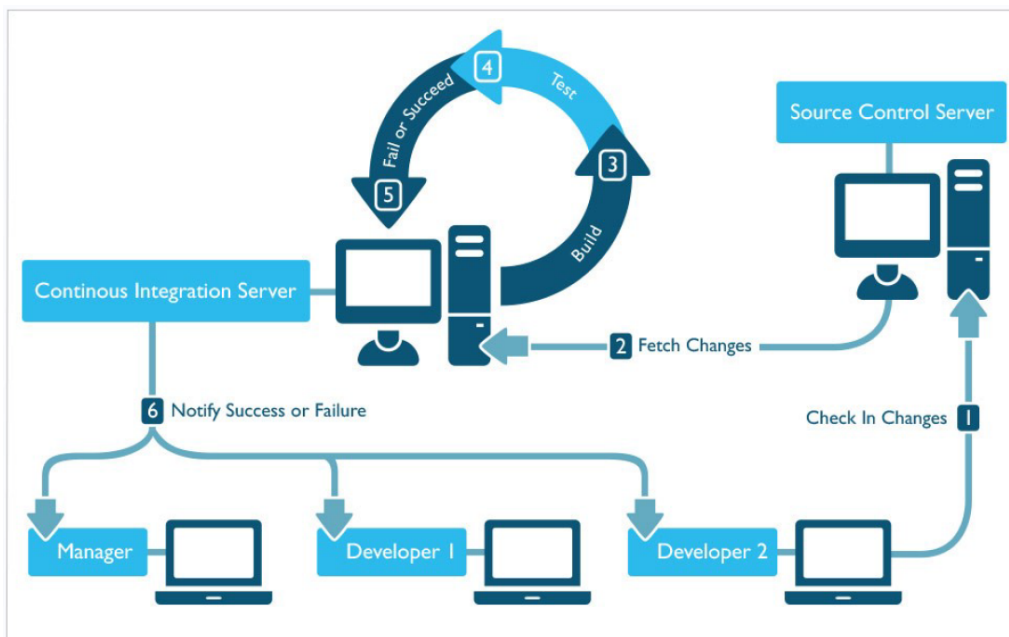 4
Test
Fail or Succeed
3
5
Build
Source Control Server
Continous Integration Server
2 Fetch Changes
6 Notify Success or Failure
Check In Changes 1
Manager
Developer 1
Developer 2